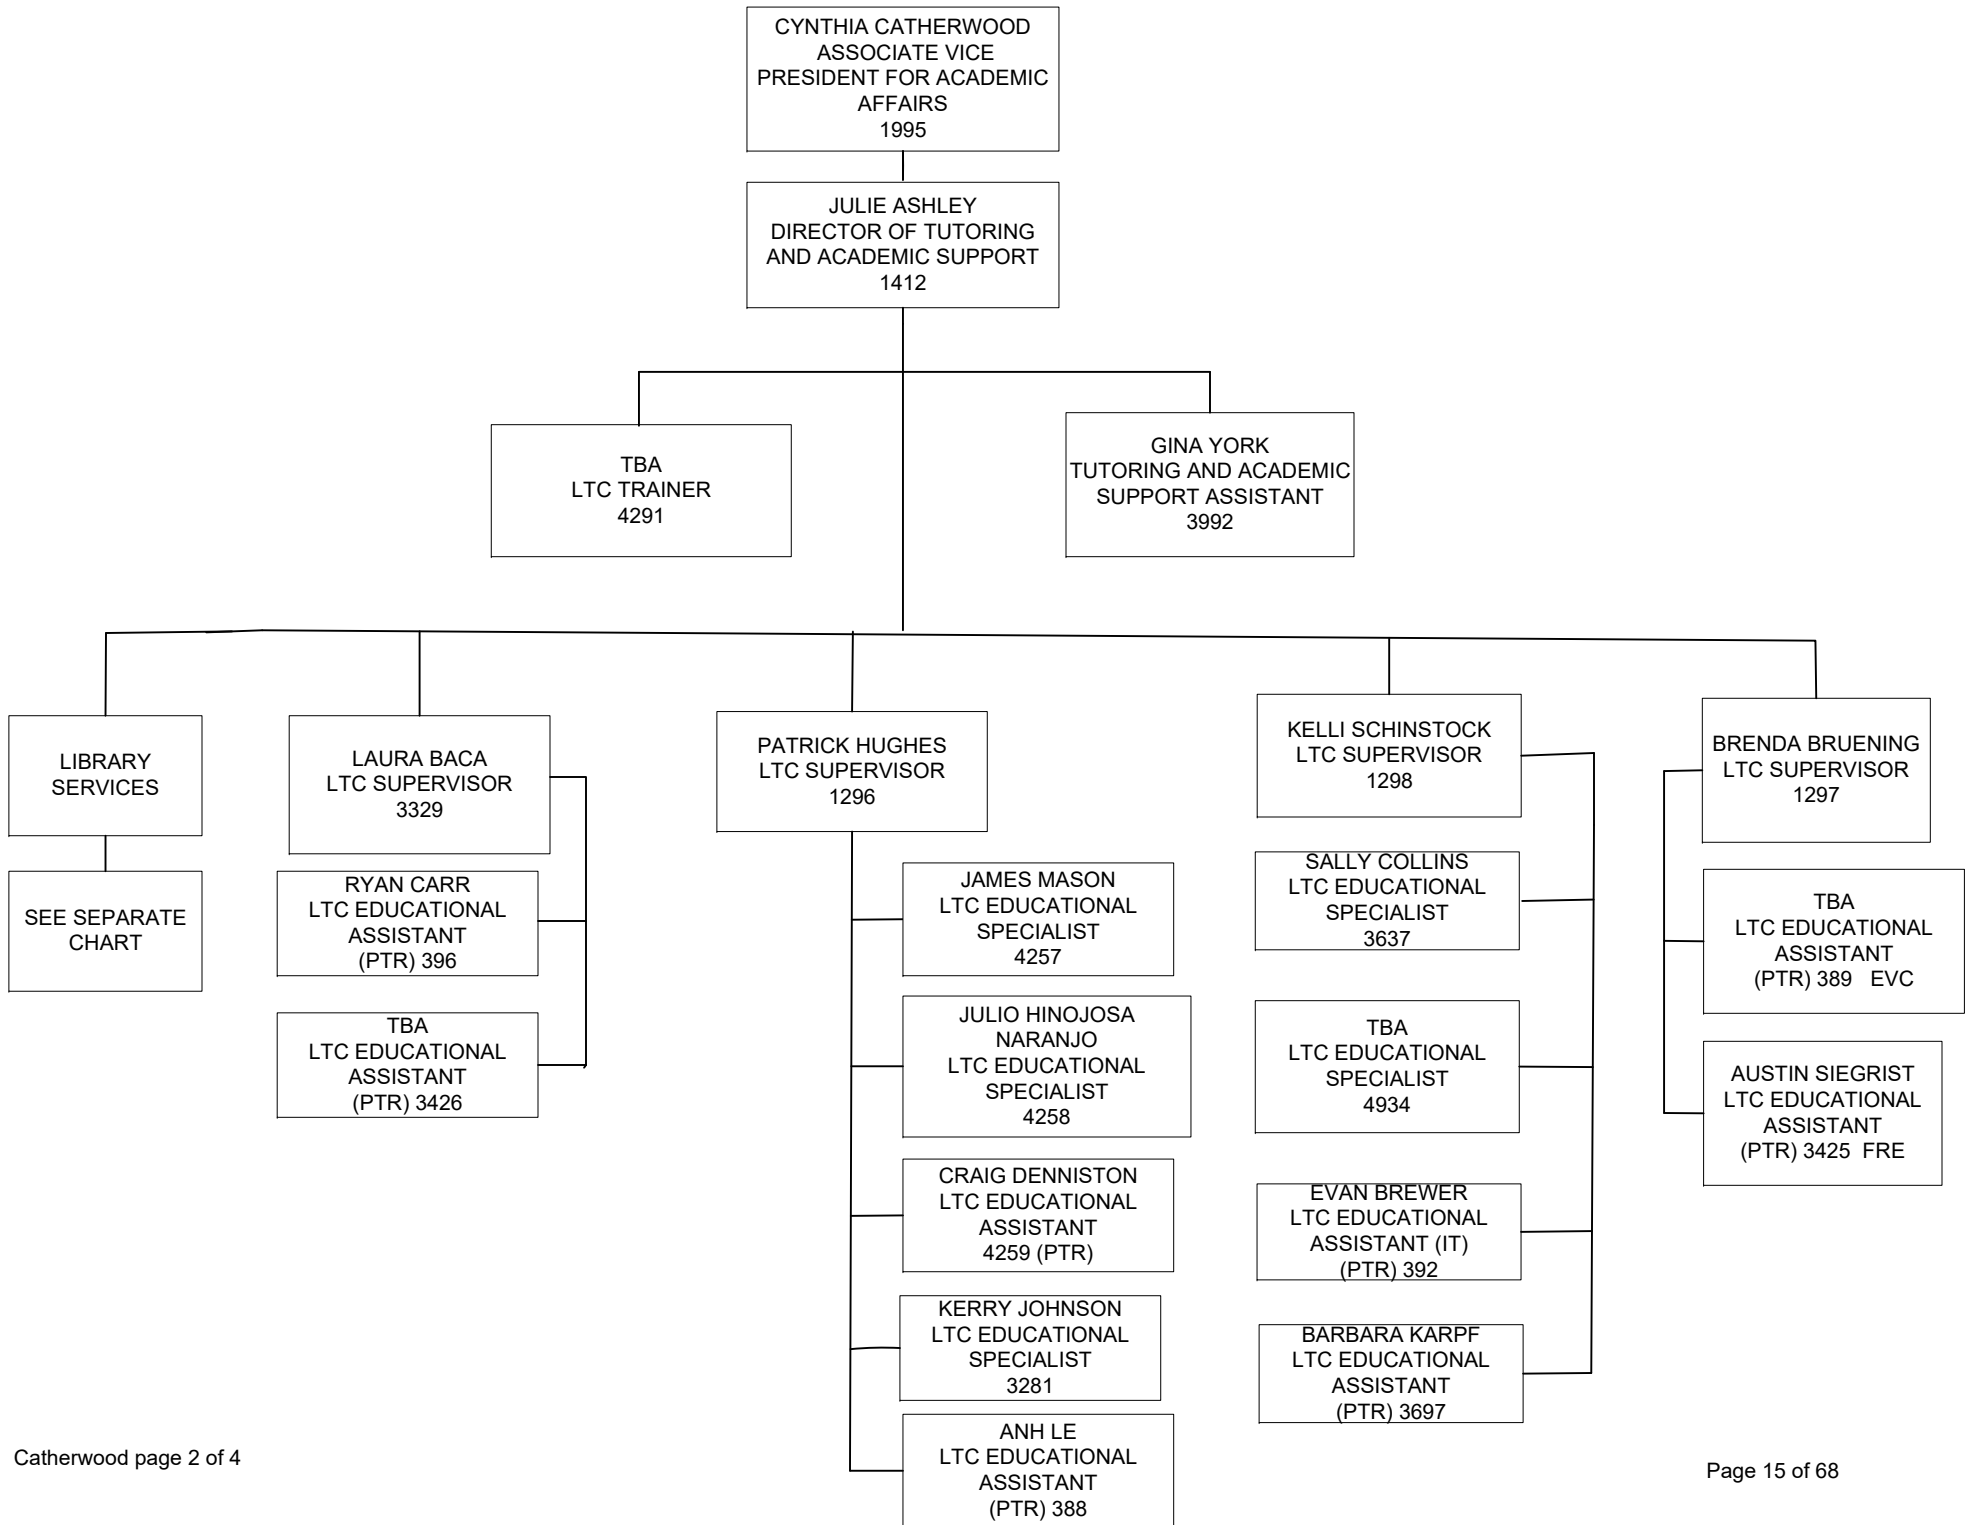 CYNTHIA CATHERWOOD
ASSOCIATE VICE
PRESIDENT FOR ACADEMIC
AFFAIRS
1995
JULIE ASHLEY
DIRECTOR OF TUTORING
AND ACADEMIC SUPPORT
1412
TBA
LTC TRAINER
4291
GINA YORK
TUTORING AND ACADEMIC
SUPPORT ASSISTANT
3992
LIBRARY
SERVICES
SEE SEPARATE
CHART
LAURA BACA
LTC SUPERVISOR
3329
RYAN CARR
LTC EDUCATIONAL
ASSISTANT
(PTR) 396
TBA
LTC EDUCATIONAL
ASSISTANT
(PTR) 3426
PATRICK HUGHES
LTC SUPERVISOR
1296
JAMES MASON
LTC EDUCATIONAL
SPECIALIST
4257
JULIO HINOJOSA
NARANJO
LTC EDUCATIONAL
SPECIALIST
4258
CRAIG DENNISTON
LTC EDUCATIONAL
ASSISTANT
4259 (PTR)
KERRY JOHNSON
LTC EDUCATIONAL
SPECIALIST
3281
ANH LE
LTC EDUCATIONAL
ASSISTANT
(PTR) 388
KELLI SCHINSTOCK
LTC SUPERVISOR
1298
SALLY COLLINS
LTC EDUCATIONAL
SPECIALIST
3637
TBA
LTC EDUCATIONAL
SPECIALIST
4934
EVAN BREWER
LTC EDUCATIONAL
ASSISTANT (IT)
(PTR) 392
BARBARA KARPF
LTC EDUCATIONAL
ASSISTANT
(PTR) 3697
BRENDA BRUENING
LTC SUPERVISOR
1297
TBA
LTC EDUCATIONAL
ASSISTANT
(PTR) 389 EVC
AUSTIN SIEGRIST
LTC EDUCATIONAL
ASSISTANT
(PTR) 3425 FRE
Catherwood page 2 of 4
Page 15 of 68